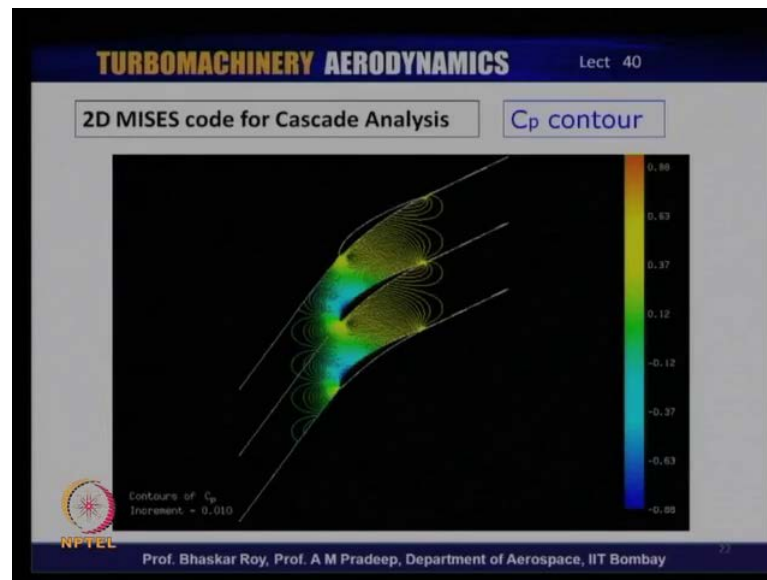 TURBOMACHINERY AERODYNAMICS Lect 40
2D MISES code for Cascade Analysis
Cp contour
0.88
0.63
0.37
0.12
-0.12
-0.37
-0.63
-0.88
Contours of Cp
Increment = 0.010
NPTEL
Prof. Bhaskar Roy, Prof. A M Pradeep, Department of Aerospace, IIT Bombay
22